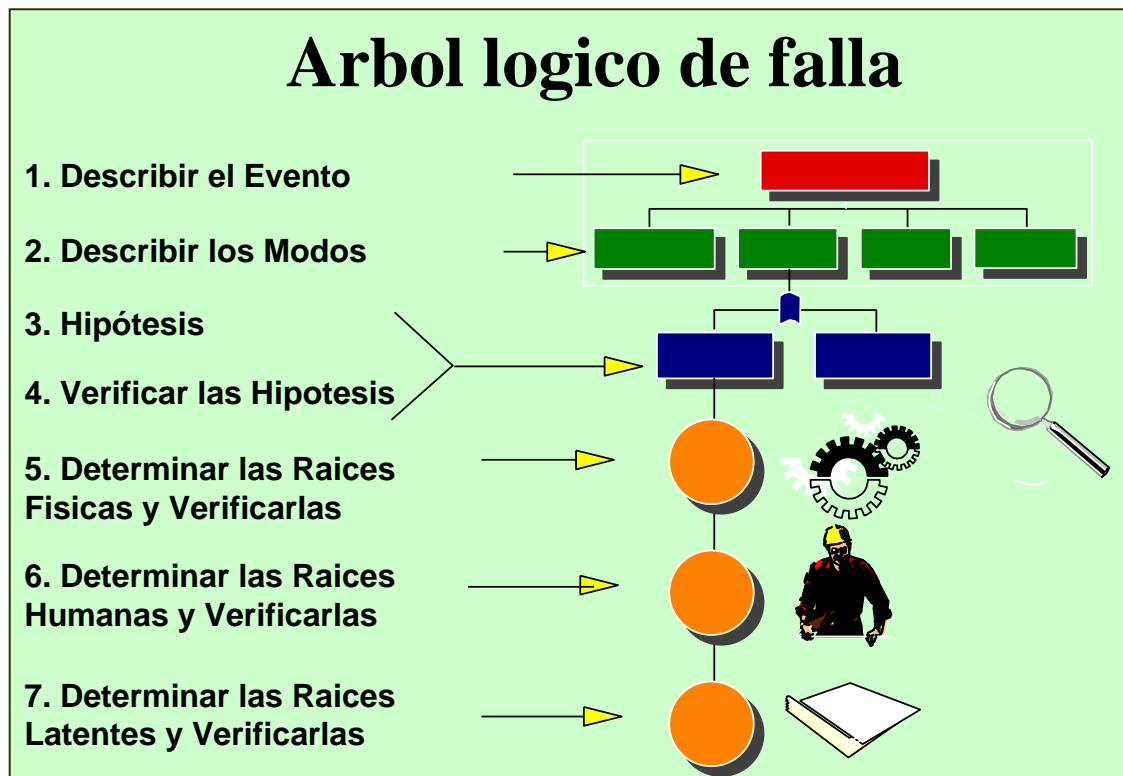 Arbol logico de falla
1. Describir el Evento
2. Describir los Modos
3. Hipótesis
4. Verificar las Hipotesis
5. Determinar las Raices
Fisicas y Verificarlas
6. Determinar las Raices
Humanas y Verificarlas
7. Determinar las Raices
Latentes y Verificarlas